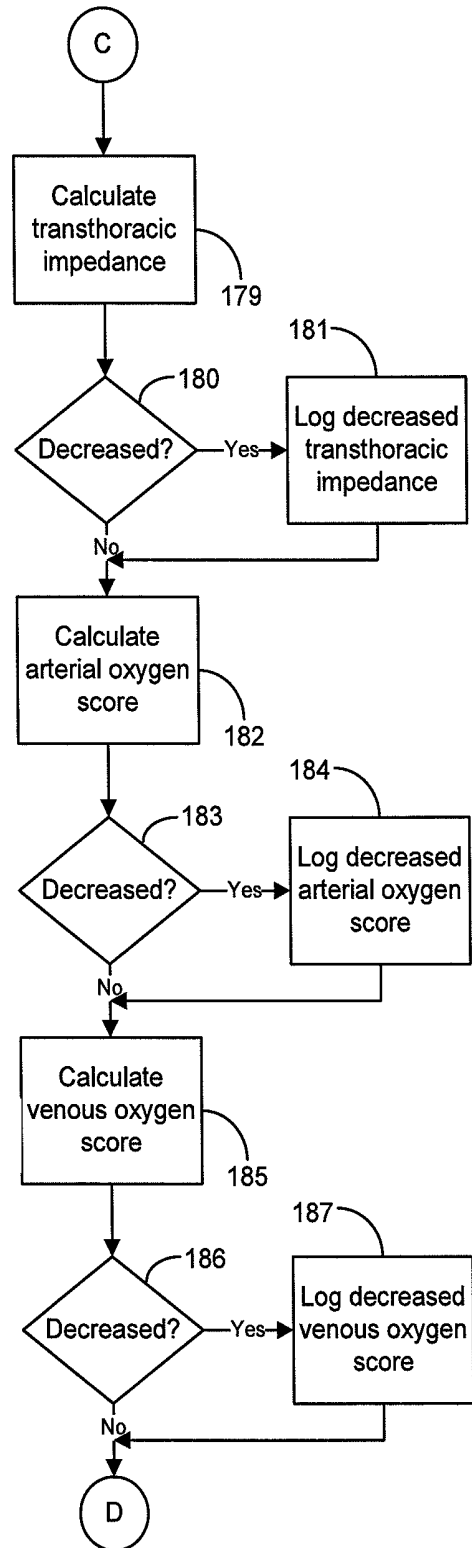 C
Calculate
transthoracic
impedance
179
180
181
Decreased?
Yes
Log decreased
transthoracic
impedance
No
Calculate
arterial oxygen
score
182
183
184
Decreased?
Yes
Log decreased
arterial oxygen
score
No
Calculate
venous oxygen
score
185
186
187
Decreased?
Yes
Log decreased
venous oxygen
score
No
D